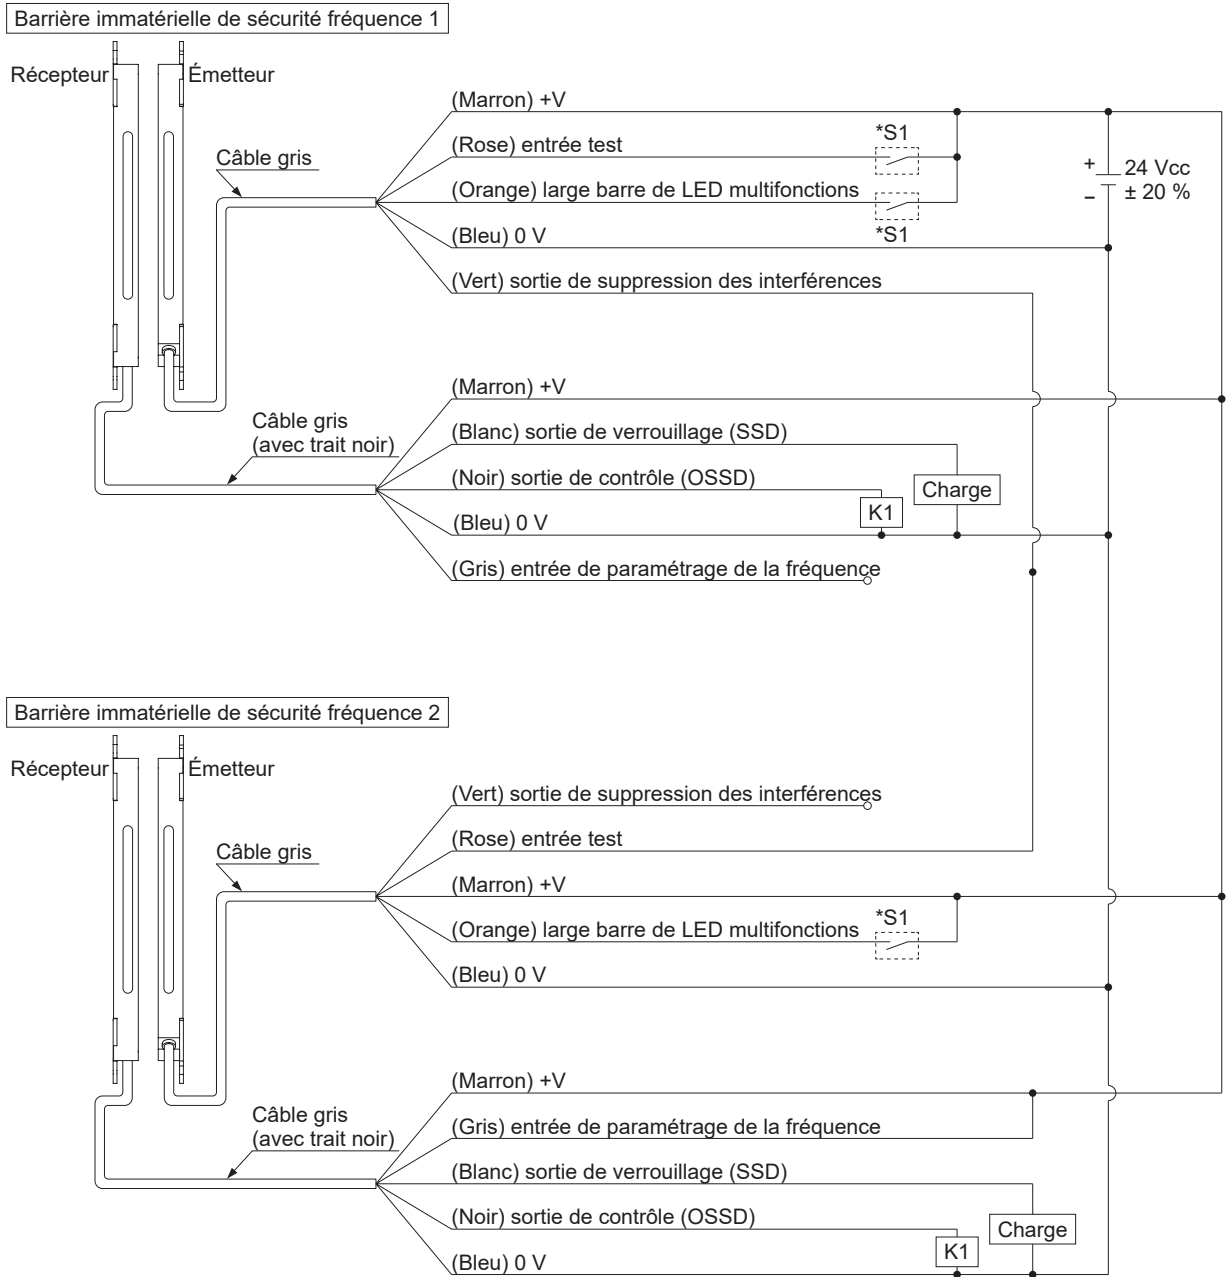 Barrière immatérielle de sécurité fréquence 1
Récepteur
Émetteur
(Marron) +V
*S1
(Rose) entrée test
Câble gris
+
24 Vcc
(Orange) large barre de LED multifonctions
–
± 20 %
*S1
(Bleu) 0 V
(Vert) sortie de suppression des interférences
(Marron) +V
Câble gris
(avec trait noir)
(Blanc) sortie de verrouillage (SSD)
(Noir) sortie de contrôle (OSSD)
Charge
K1
(Bleu) 0 V
(Gris) entrée de paramétrage de la fréquence
Barrière immatérielle de sécurité fréquence 2
Récepteur
Émetteur
(Vert) sortie de suppression des interférences
(Rose) entrée test
Câble gris
(Marron) +V
*S1
(Orange) large barre de LED multifonctions
(Bleu) 0 V
(Marron) +V
Câble gris
(avec trait noir)
(Gris) entrée de paramétrage de la fréquence
(Blanc) sortie de verrouillage (SSD)
(Noir) sortie de contrôle (OSSD)
Charge
K1
(Bleu) 0 V